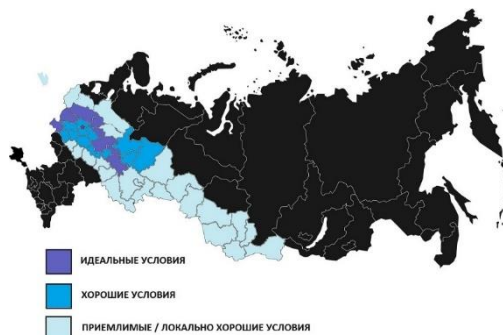 ИДЕАЛЬНЫЕ УСЛОВИЯ
ХОРОШИЕ УСЛОВИЯ
ПРИЕМЛИМЫЕ / ЛОКАЛЬНО ХОРОШИЕ УСЛОВИЯ